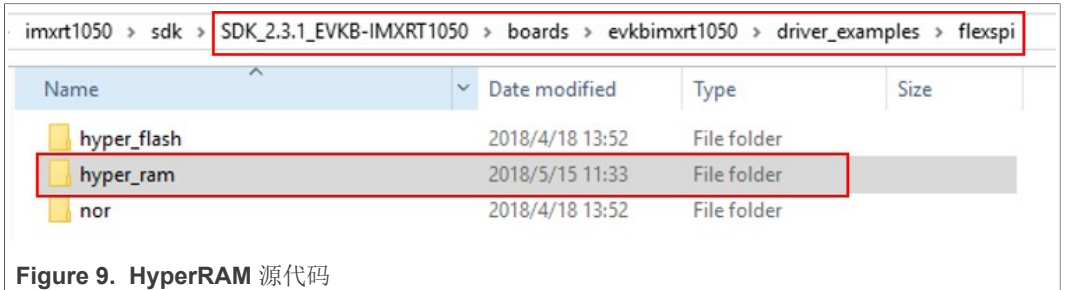 imxrt1050 > sdk > SDK_2.3.1_EVKB-IMXRT1050 > boards > evkbimxrt1050 > driver_examples > flexspi
Name Date modified Type Size
hyper_flash 2018/4/18 13:52 File folder
hyper_ram 2018/5/15 11:33 File folder
nor 2018/4/18 13:52 File folder
Figure 9. HyperRAM 源代码